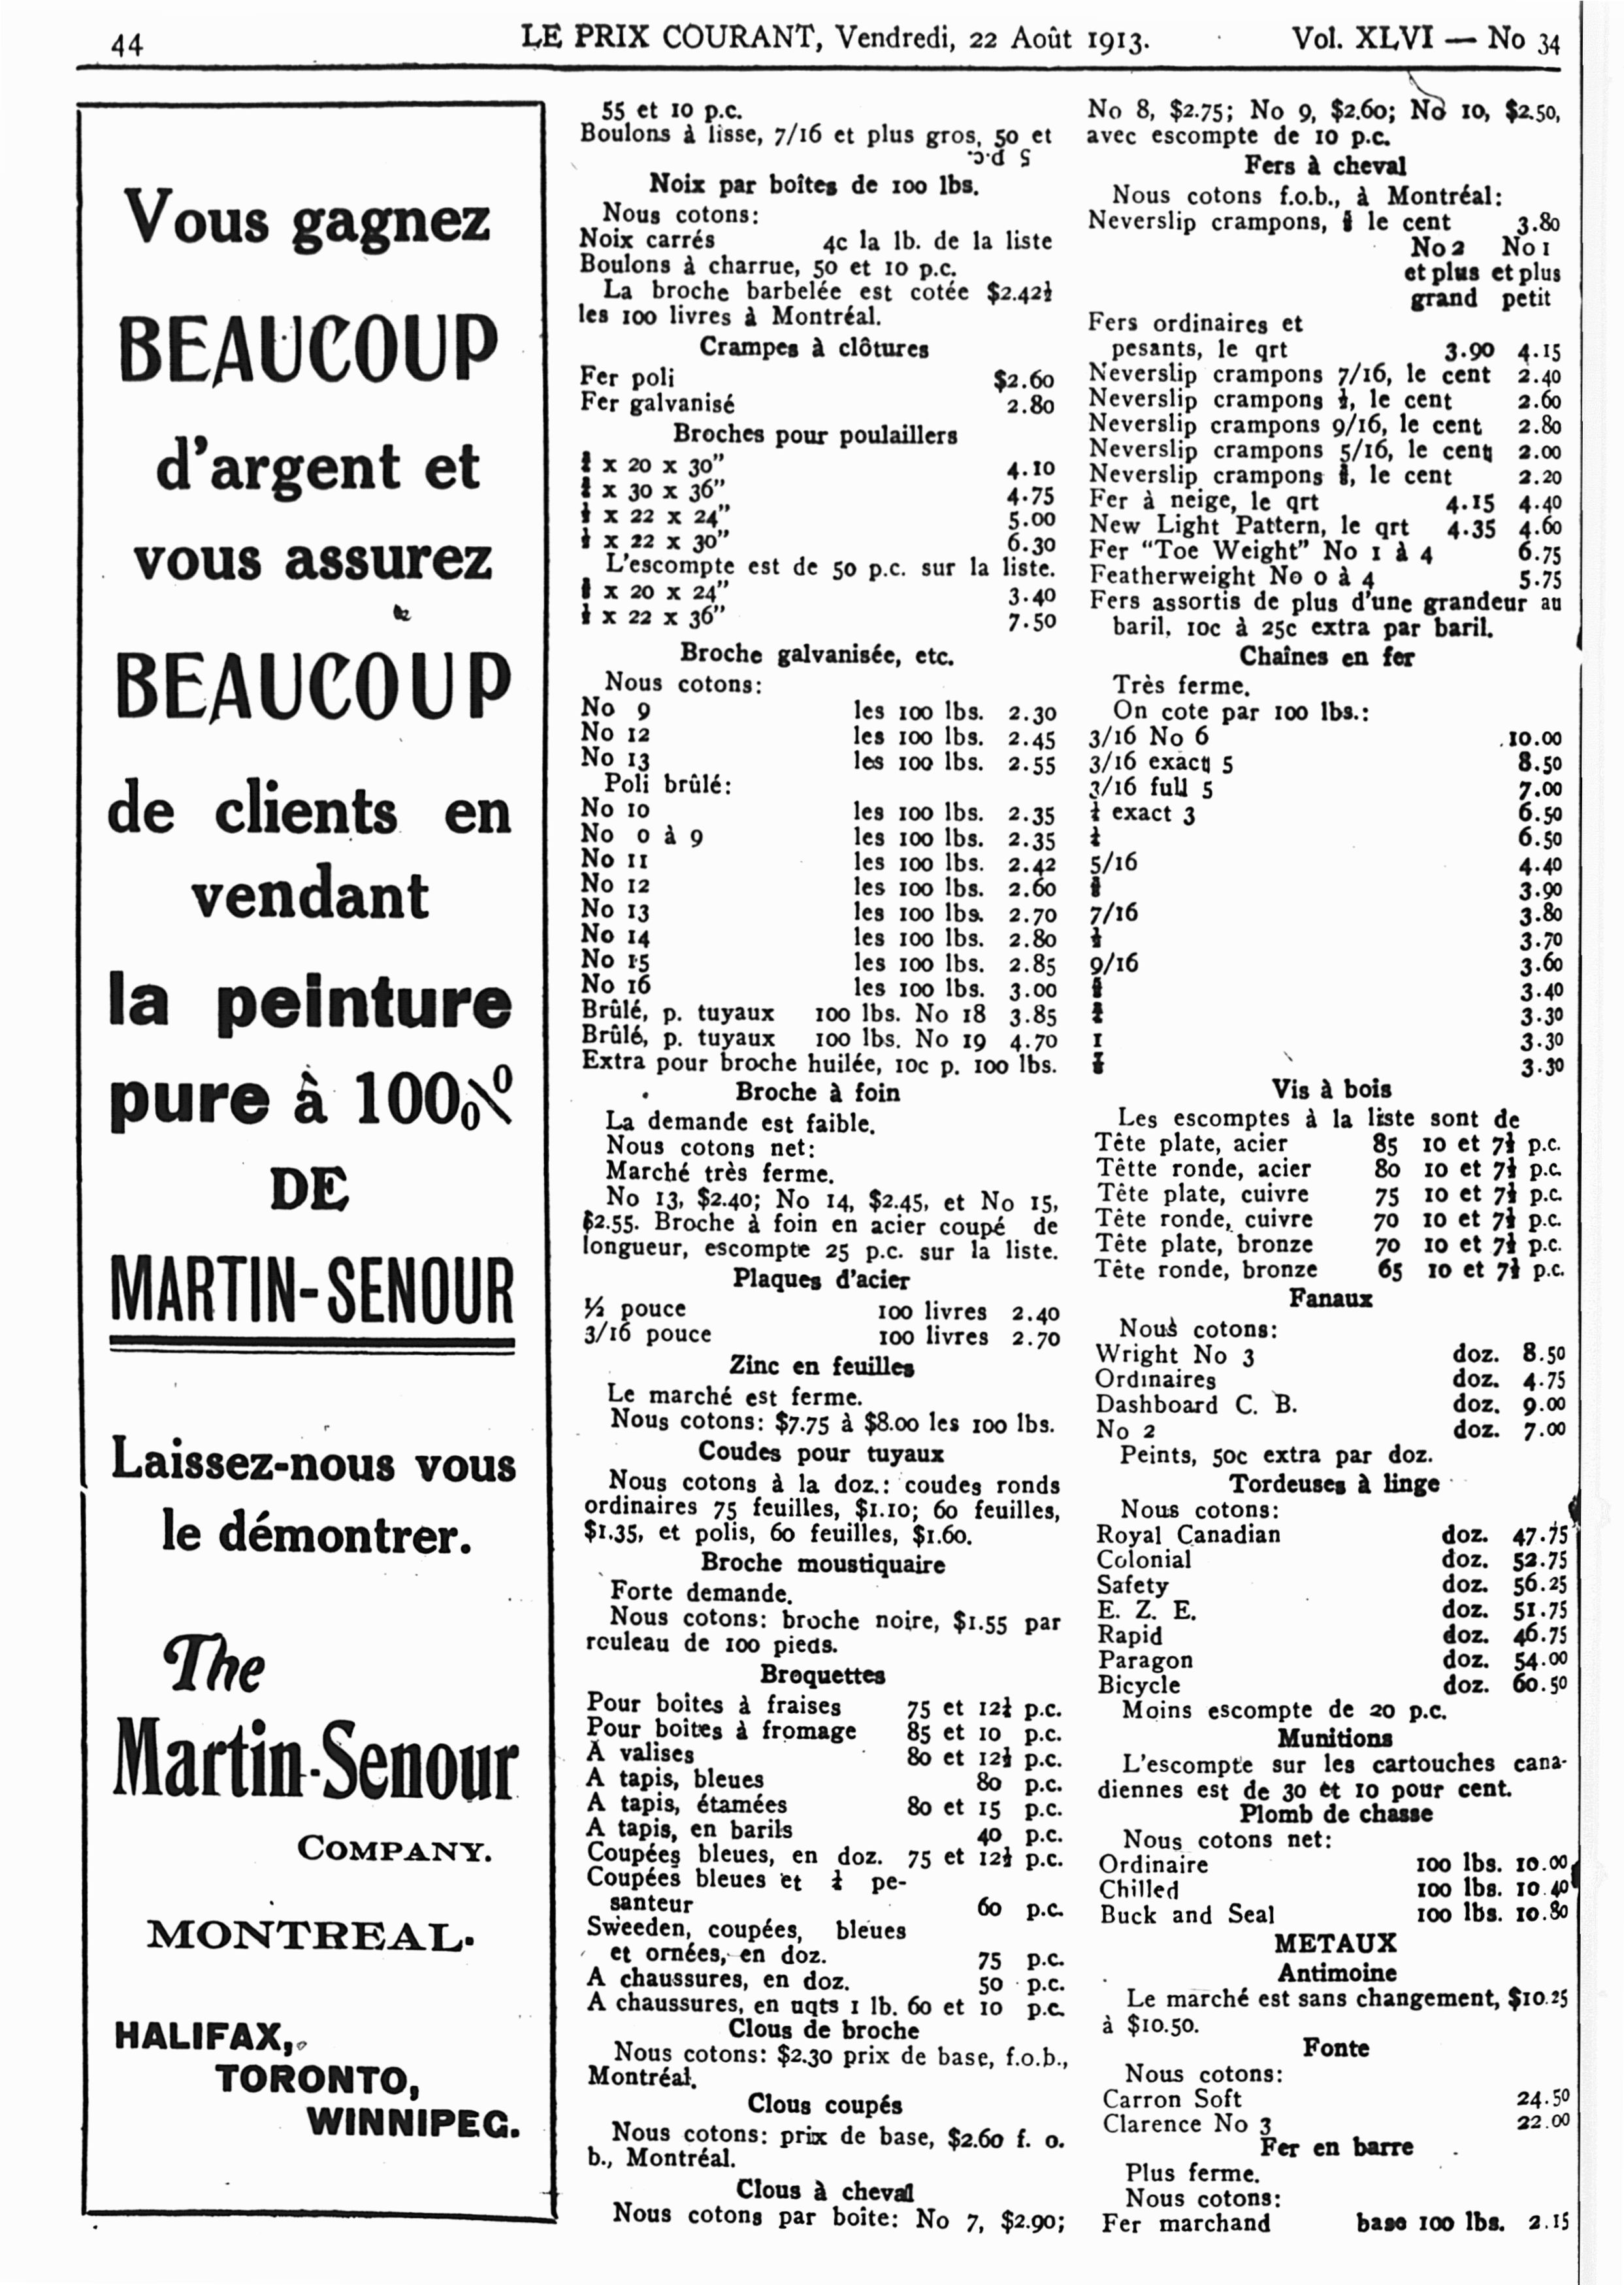 44
LE PRIX COURANT, Vendredi, 22 Août 1913.
Vol. XLVI — No 34
Vous gagnez
BEAUCOUP
d'argent et
vous assurez
BEAUCOUP
de clients en
vendant
la peinture
pure à 100%
DE
MARTIN-SENOUR
Laissez-nous vous
le démontrer.
The
Martin-Senour
COMPANY.
MONTREAL.
HALIFAX,
TORONTO,
WINNIPEG.
55 et 10 p.c.
Boulons à lisse, 7/16 et plus gros, 50 et
5 p.c.
Noix par boîtes de 100 lbs.
Nous cotons:
Noix carrés 4c la lb. de la liste
Boulons à charrue, 50 et 10 p.c.
La broche barbelée est cotée $2.42½
les 100 livres à Montréal.
Crampes à clôtures
Fer poli $2.60
Fer galvanisé 2.80
Broches pour poulaillers
x 20 x 30" 4.10
x 30 x 36" 4.75
x 22 x 24" 5.00
x 22 x 30" 6.30
L'escompte est de 50 p.c. sur la liste.
x 20 x 24" 3.40
x 22 x 36" 7.50
Broche galvanisée, etc.
Nous cotons:
No 9 les 100 lbs. 2.30
No 12 les 100 lbs. 2.45
No 13 les 100 lbs. 2.55
Poli brûlé:
No 10 les 100 lbs. 2.35
No 0 à 9 les 100 lbs. 2.35
No 11 les 100 lbs. 2.42
No 12 les 100 lbs. 2.60
No 13 les 100 lbs. 2.70
No 14 les 100 lbs. 2.80
No 15 les 100 lbs. 2.85
No 16 les 100 lbs. 3.00
Brûlé, p. tuyaux 100 lbs. No 18 3.85
Brûlé, p. tuyaux 100 lbs. No 19 4.70
Extra pour broche huilée, 10c p. 100 lbs.
Broche à foin
La demande est faible.
Nous cotons net:
Marché très ferme.
No 13, $2.40; No 14, $2.45, et No 15,
$2.55. Broche à foin en acier coupé de
longueur, escompte 25 p.c. sur la liste.
Plaques d'acier
½ pouce 100 livres 2.40
3/16 pouce 100 livres 2.70
Zinc en feuilles
Le marché est ferme.
Nous cotons: $7.75 à $8.00 les 100 lbs.
Coudes pour tuyaux
Nous cotons à la doz.: coudes ronds
ordinaires 75 feuilles, $1.10; 60 feuilles,
$1.35, et polis, 60 feuilles, $1.60.
Broche moustiquaire
Forte demande.
Nous cotons: broche noire, $1.55 par
rouleau de 100 pieds.
Broquettes
Pour boites à fraises 75 et 12½ p.c.
Pour boites à fromage 85 et 10 p.c.
A valises 80 et 12½ p.c.
A tapis, bleues 80 p.c.
A tapis, étamées 80 et 15 p.c.
A tapis, en barils 40 p.c.
Coupées bleues, en doz. 75 et 12½ p.c.
Coupées bleues et pe-
santeur 60 p.c.
Sweeden, coupées, bleues
et ornées, en doz. 75 p.c.
A chaussures, en doz. 50 p.c.
A chaussures, en uqts 1 lb. 60 et 10 p.c.
Clous de broche
Nous cotons: $2.30 prix de base, f.o.b.,
Montréal.
Clous coupés
Nous cotons: prix de base, $2.60 f. o.
b., Montréal.
Clous à cheval
Nous cotons par boîte: No 7, $2.90;
No 8, $2.75; No 9, $2.60; No 10, $2.50,
avec escompte de 10 p.c.
Fers à cheval
Nous cotons f.o.b., à Montréal:
Neverslip crampons, le cent 3.80
No 2 No 1
et plus et plus
grand petit
Fers ordinaires et
pesants, le qrt 3.90 4.15
Neverslip crampons 7/16, le cent 2.40
Neverslip crampons ½, le cent 2.60
Neverslip crampons 9/16, le cent 2.80
Neverslip crampons 5/16, le cent 2.00
Neverslip crampons, le cent 2.20
Fer à neige, le qrt 4.15 4.40
New Light Pattern, le qrt 4.35 4.60
Fer "Toe Weight" No 1 à 4 6.75
Featherweight No 0 à 4 5.75
Fers assortis de plus d'une grandeur au
baril, 10c à 25c extra par baril.
Chaînes en fer
Très ferme.
On cote par 100 lbs.:
3/16 No 6 10.00
3/16 exact 5 8.50
3/16 full 5 7.00
exact 3 6.50
6.50
5/16 4.40
3.90
7/16 3.80
3.70
9/16 3.60
3.40
3.30
1 3.30
3.30
Vis à bois
Les escomptes à la liste sont de
Tête plate, acier 85 10 et 7½ p.c.
Têtte ronde, acier 80 10 et 7½ p.c.
Tête plate, cuivre 75 10 et 7½ p.c.
Tête ronde, cuivre 70 10 et 7½ p.c.
Tête plate, bronze 70 10 et 7½ p.c.
Tête ronde, bronze 65 10 et 7½ p.c.
Fanaux
Nous cotons:
Wright No 3 doz. 8.50
Ordinaires doz. 4.75
Dashboard C. B. doz. 9.00
No 2 doz. 7.00
Peints, 50c extra par doz.
Tordeuses à linge
Nous cotons:
Royal Canadian doz. 47.75
Colonial doz. 52.75
Safety doz. 56.25
E. Z. E. doz. 51.75
Rapid doz. 46.75
Paragon doz. 54.00
Bicycle doz. 60.50
Moins escompte de 20 p.c.
Munitions
L'escompte sur les cartouches cana-
diennes est de 30 et 10 pour cent.
Plomb de chasse
Nous cotons net:
Ordinaire 100 lbs. 10.00
Chilled 100 lbs. 10.40
Buck and Seal 100 lbs. 10.80
METAUX
Antimoine
Le marché est sans changement, $10.25
à $10.50.
Fonte
Nous cotons:
Carron Soft 24.50
Clarence No 3 22.00
Fer en barre
Plus ferme.
Nous cotons:
Fer marchand base 100 lbs. 2.15